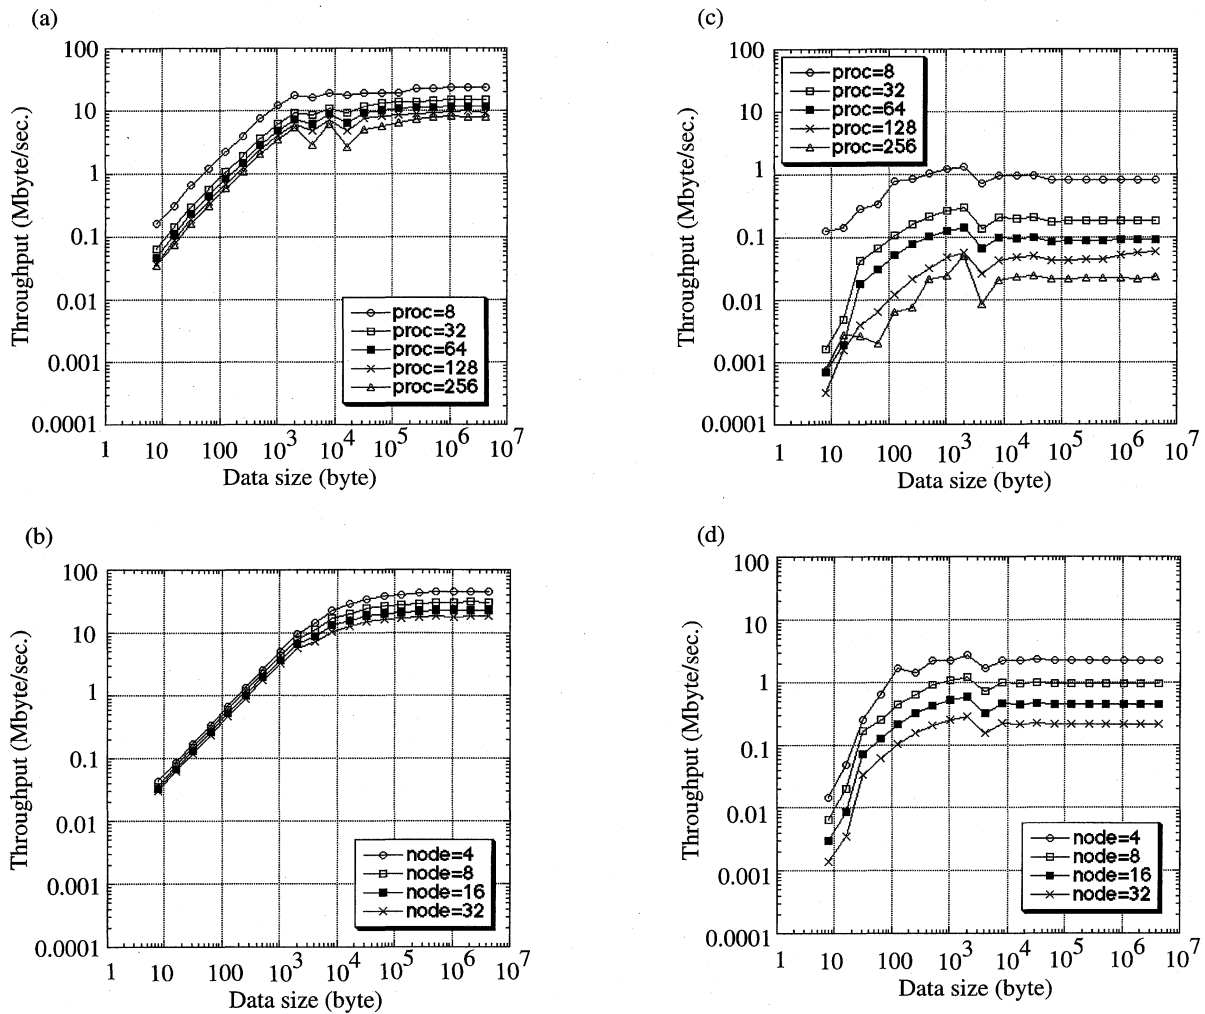 (a)
100
10
1
0.1
0.01
0.001
0.0001
Throughput (Mbyte/sec.)
proc=8
proc=32
proc=64
proc=128
proc=256
1 10 100 10³ 10⁴ 10⁵ 10⁶ 10⁷
Data size (byte)
(c)
100
10
1
0.1
0.01
0.001
0.0001
Throughput (Mbyte/sec.)
proc=8
proc=32
proc=64
proc=128
proc=256
1 10 100 10³ 10⁴ 10⁵ 10⁶ 10⁷
Data size (byte)
(b)
100
10
1
0.1
0.01
0.001
0.0001
Throughput (Mbyte/sec.)
node=4
node=8
node=16
node=32
1 10 100 10³ 10⁴ 10⁵ 10⁶ 10⁷
Data size (byte)
(d)
100
10
1
0.1
0.01
0.001
0.0001
Throughput (Mbyte/sec.)
node=4
node=8
node=16
node=32
1 10 100 10³ 10⁴ 10⁵ 10⁶ 10⁷
Data size (byte)